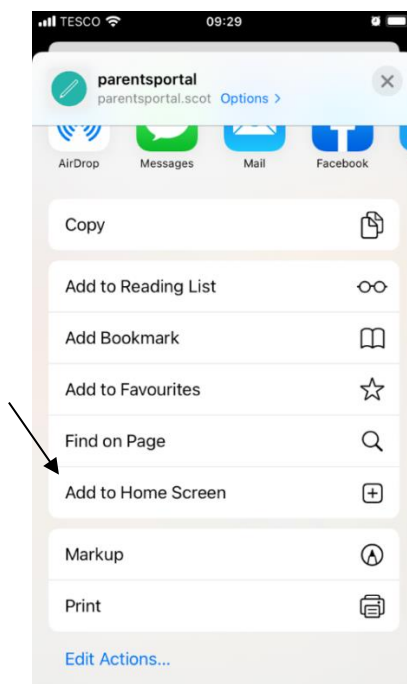 TESCO 09:29
parentsportal
parentsportal.scot Options >
AirDrop Messages Mail Facebook
Copy
Add to Reading List
Add Bookmark
Add to Favourites
Find on Page
Add to Home Screen
Markup
Print
Edit Actions...